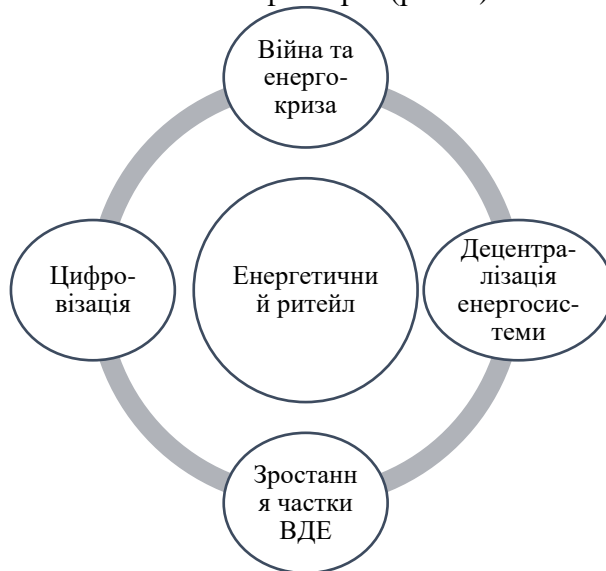 Війна та
енерго-
криза
Цифро-
візація
Енергетични
й ритейл
Децентра-
лізація
енергосис-
теми
Зростанн
я частки
ВДЕ